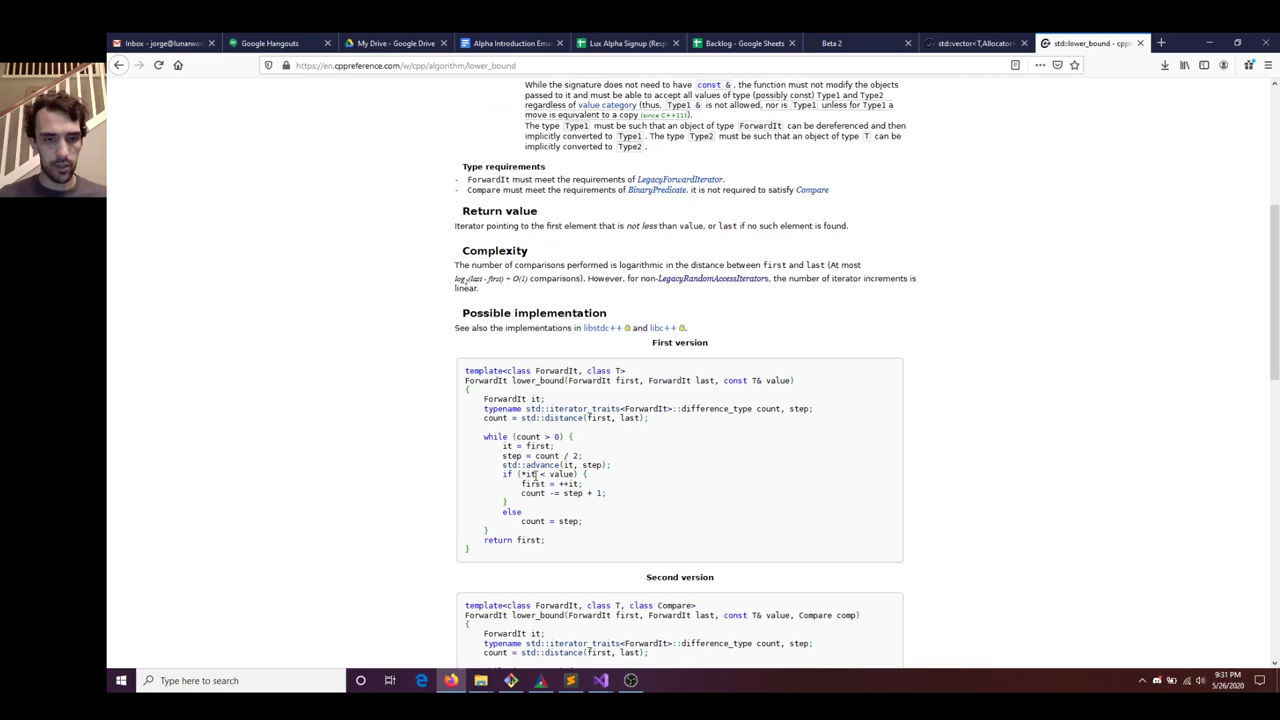 Inbox - jorge@lunarwor
Google Hangouts
My Drive - Google Drive
Alpha Introduction Ema
Lux Alpha Signup (Resp
Backlog - Google Sheets
Beta 2
std::vector<T,Allocator>
std::lower_bound - cppr
https://en.cppreference.com/w/cpp/algorithm/lower_bound
While the signature does not need to have const &, the function must not modify the objects
passed to it and must be able to accept all values of type (possibly const) Type1 and Type2
regardless of value category (thus, Type1 & is not allowed, nor is Type1 unless for Type1 a
move is equivalent to a copy (since C++11)).
The type Type1 must be such that an object of type ForwardIt can be dereferenced and then
implicitly converted to Type1. The type Type2 must be such that an object of type T can be
implicitly converted to Type2.
Type requirements
- ForwardIt must meet the requirements of LegacyForwardIterator.
- Compare must meet the requirements of BinaryPredicate. it is not required to satisfy Compare
Return value
Iterator pointing to the first element that is not less than value, or last if no such element is found.
Complexity
The number of comparisons performed is logarithmic in the distance between first and last (At most
log2(last - first) + O(1) comparisons). However, for non-LegacyRandomAccessIterators, the number of iterator increments is
linear.
Possible implementation
See also the implementations in libstdc++ and libc++.
First version
template<class ForwardIt, class T>
ForwardIt lower_bound(ForwardIt first, ForwardIt last, const T& value)
{
ForwardIt it;
typename std::iterator_traits<ForwardIt>::difference_type count, step;
count = std::distance(first, last);
while (count > 0) {
it = first;
step = count / 2;
std::advance(it, step);
if (*it < value) {
first = ++it;
count -= step + 1;
}
else
count = step;
}
return first;
}
Second version
template<class ForwardIt, class T, class Compare>
ForwardIt lower_bound(ForwardIt first, ForwardIt last, const T& value, Compare comp)
{
ForwardIt it;
typename std::iterator_traits<ForwardIt>::difference_type count, step;
count = std::distance(first, last);
Type here to search
9:31 PM
5/26/2020